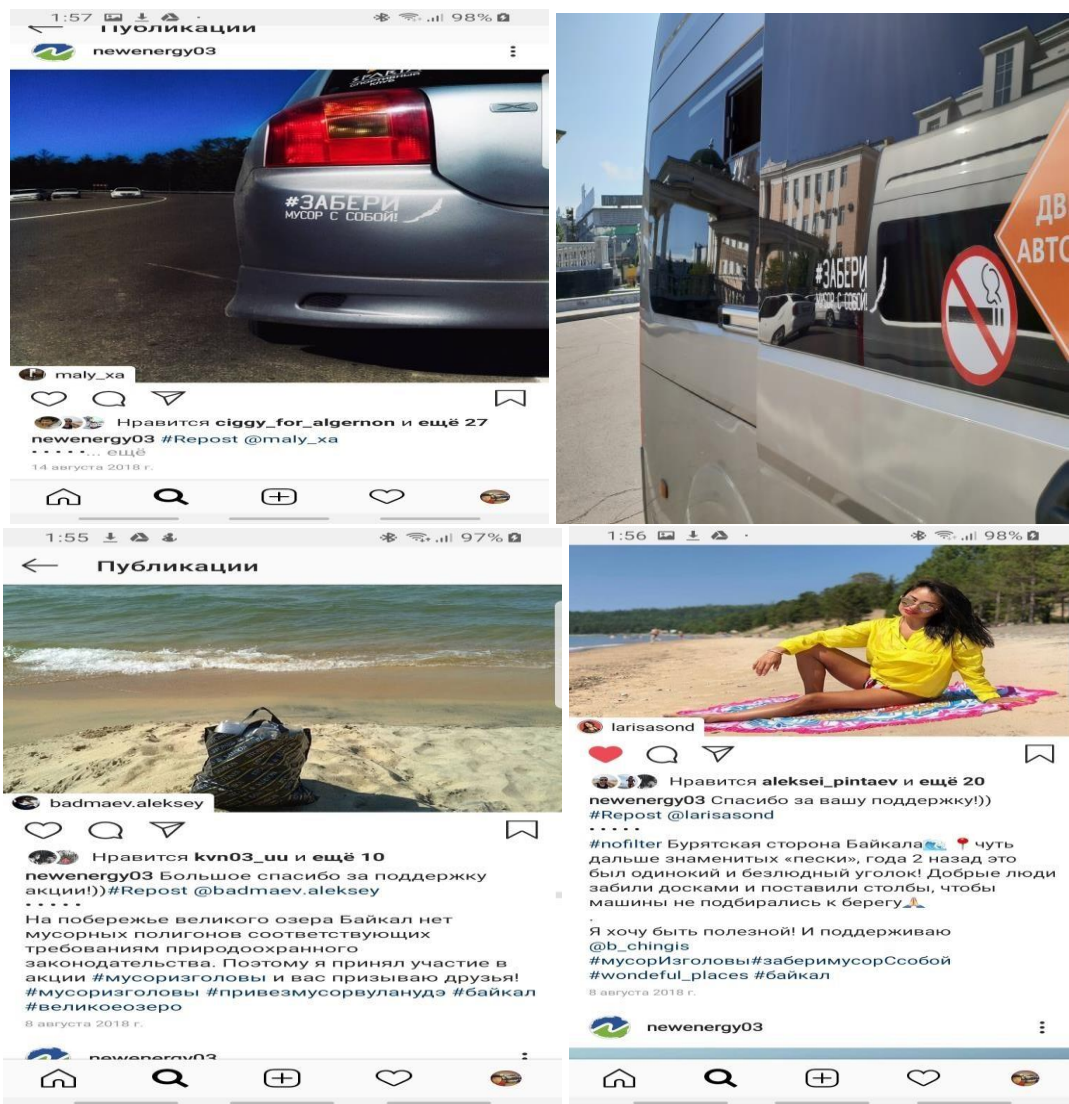 1:57 98%
Публикации
newenergy03
СПОРТИВНЫЙ
КЛУБ
#ЗАБЕРИ
МУСОР С СОБОЙ!
maly_xa
Нравится ciggy_for_algernon и ещё 27
newenergy03 #Repost @maly_xa
• • • • •... ещё
14 августа 2018 г.
#ЗАБЕРИ
МУСОР С СОБОЙ!
ДВ
АВТО
1:55 97%
Публикации
badmaev.aleksey
Нравится kvn03_uu и ещё 10
newenergy03 Большое спасибо за поддержку
акции!))#Repost @badmaev.aleksey
• • • • •
На побережье великого озера Байкал нет
мусорных полигонов соответствующих
требованиям природоохранного
законодательства. Поэтому я принял участие в
акции #мусоризголовы и вас призываю друзья!
#мусоризголовы #привезмусорвуланудэ #байкал
#великоеозеро
8 августа 2018 г.
newenergy03
1:56 98%
larisasond
Нравится aleksei_pintaev и ещё 20
newenergy03 Спасибо за вашу поддержку!))
#Repost @larisasond
• • • • •
#nofilter Бурятская сторона Байкала🌊 📍 чуть
дальше знаменитых «пески», года 2 назад это
был одинокий и безлюдный уголок! Добрые люди
забили досками и поставили столбы, чтобы
машины не подбирались к берегу🙏
.
Я хочу быть полезной! И поддерживаю
@b_chingis
#мусорИзголовы#заберимусорСсобой
#wondeful_places #байкал
8 августа 2018 г.
newenergy03